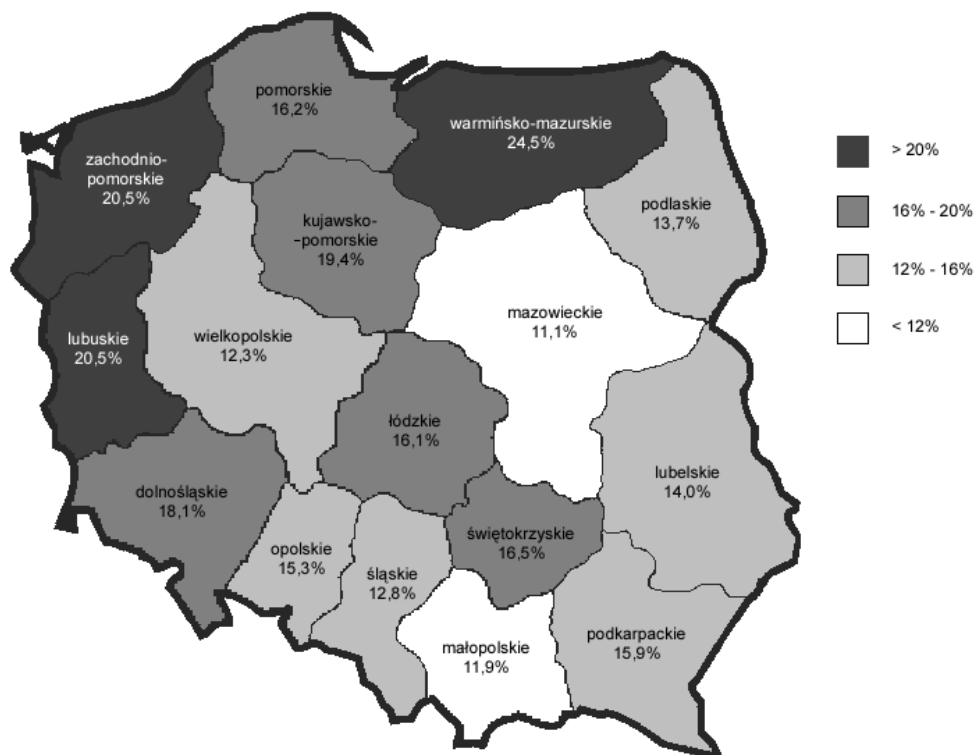 pomorskie
16,2%
warmińsko-mazurskie
24,5%
zachodnio-
pomorskie
20,5%
podlaskie
13,7%
kujawsko-
-pomorskie
19,4%
mazowieckie
11,1%
lubuskie
20,5%
wielkopolskie
12,3%
łódzkie
16,1%
lubelskie
14,0%
dolnośląskie
18,1%
świętokrzyskie
16,5%
opolskie
15,3%
śląskie
12,8%
małopolskie
11,9%
podkarpackie
15,9%
> 20%
16% - 20%
12% - 16%
< 12%